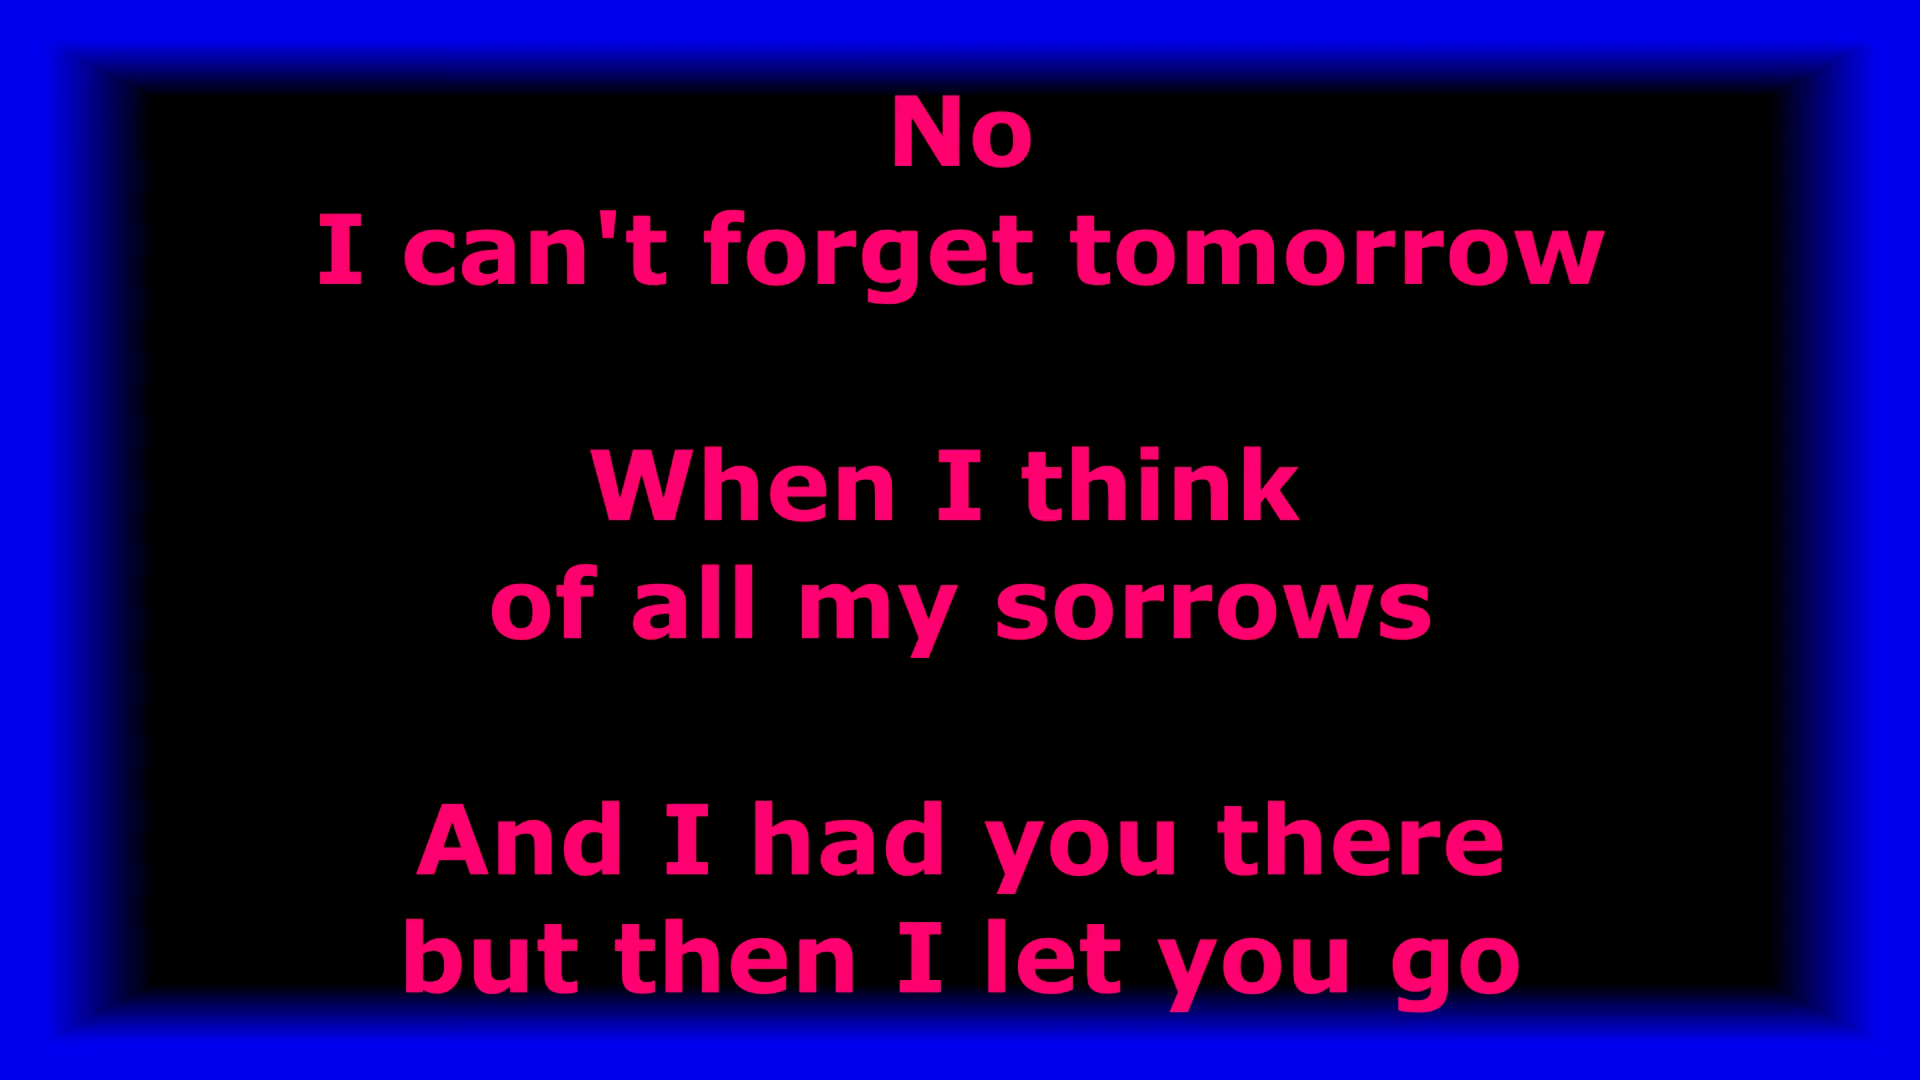 No
I can't forget tomorrow
When I think
of all my sorrows
And I had you there
but then I let you go